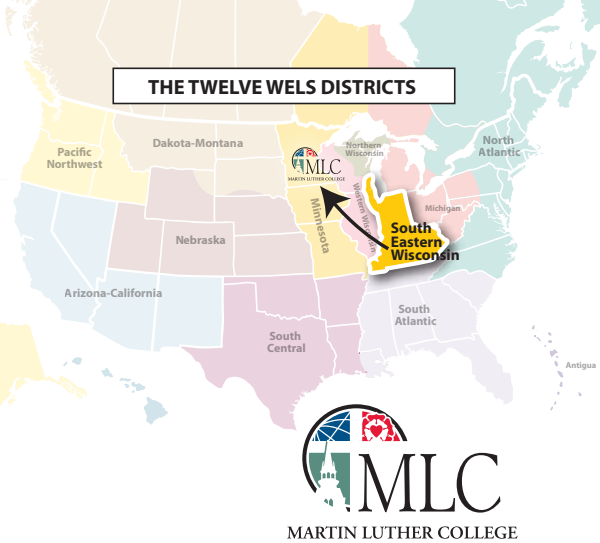 THE TWELVE WELS DISTRICTS
Pacific
Northwest
Dakota-Montana
MLC
MARTIN LUTHER COLLEGE
Northern
Wisconsin
North
Atlantic
Minnesota
Western Wisconsin
Michigan
South
Eastern
Wisconsin
Nebraska
Arizona-California
South
Central
South
Atlantic
Antigua
MLC
MARTIN LUTHER COLLEGE